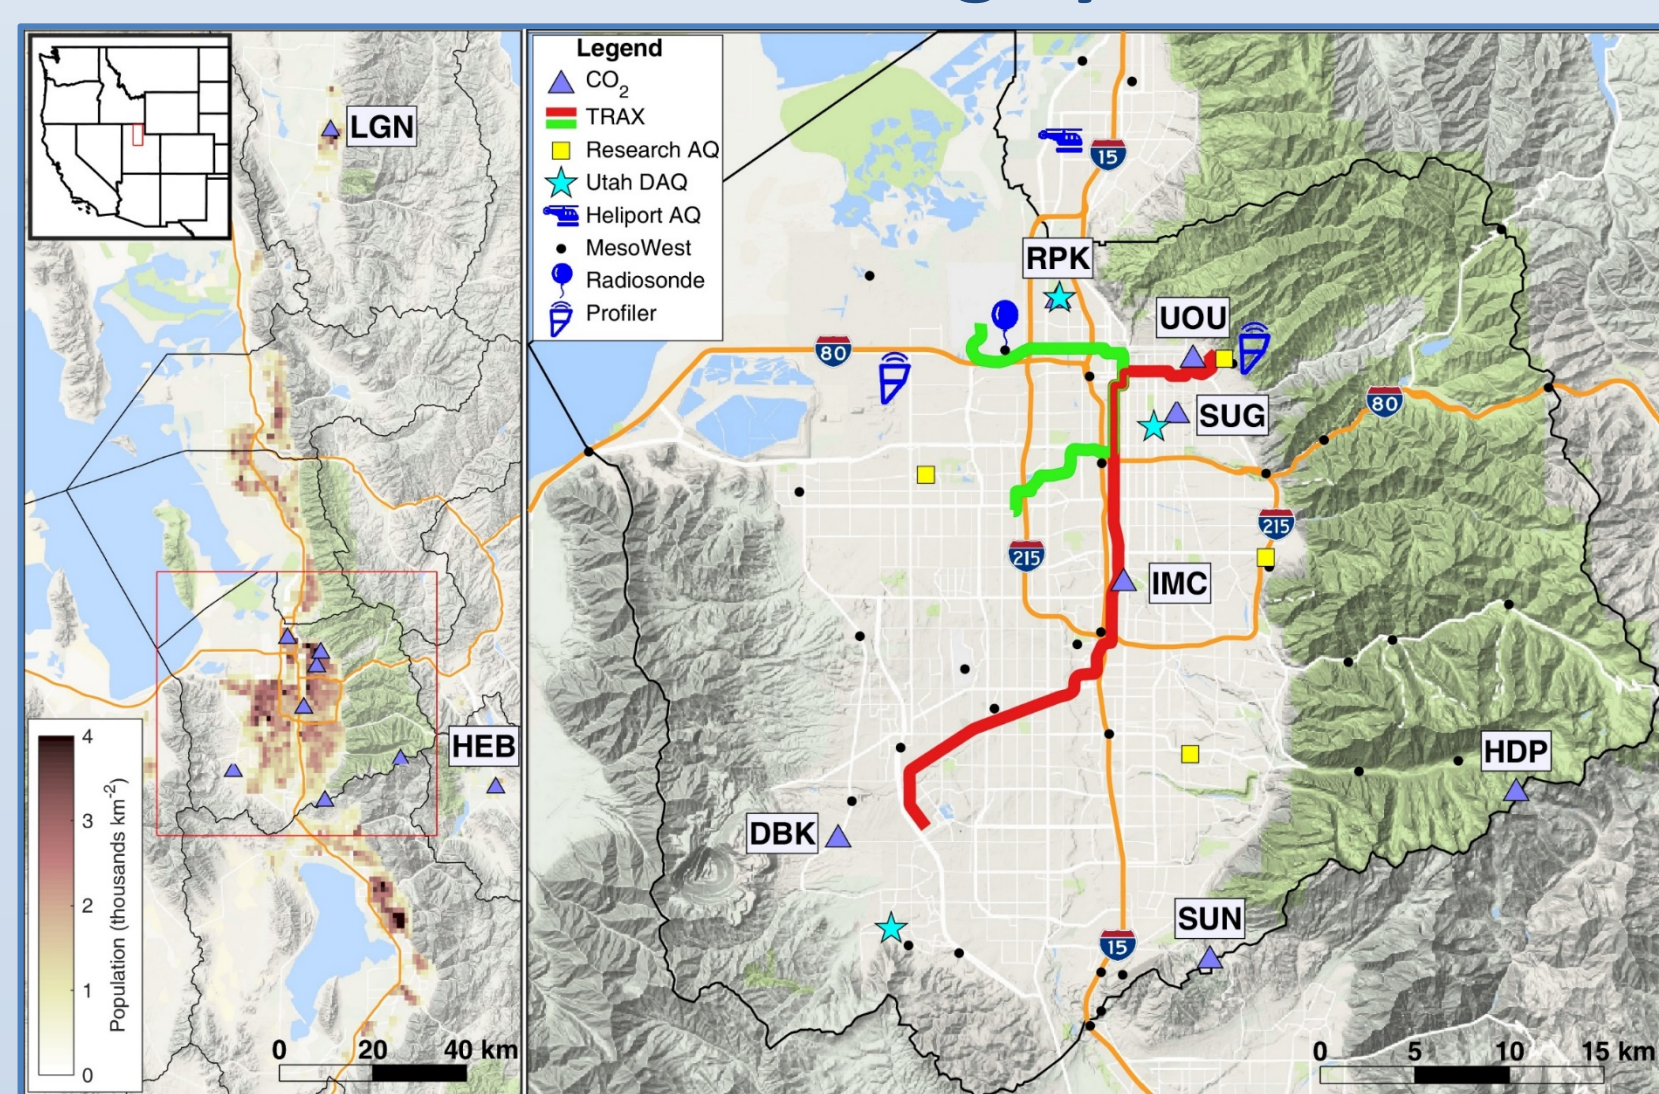 LGN
HEB
4
3
2
1
0
Population (thousands km-2)
0 20 40 km
Legend
CO2
TRAX
Research AQ
Utah DAQ
Heliport AQ
MesoWest
Radiosonde
Profiler
15
RPK
UOU
80
SUG
80
215
215
IMC
HDP
DBK
SUN
15
0 5 10 15 km